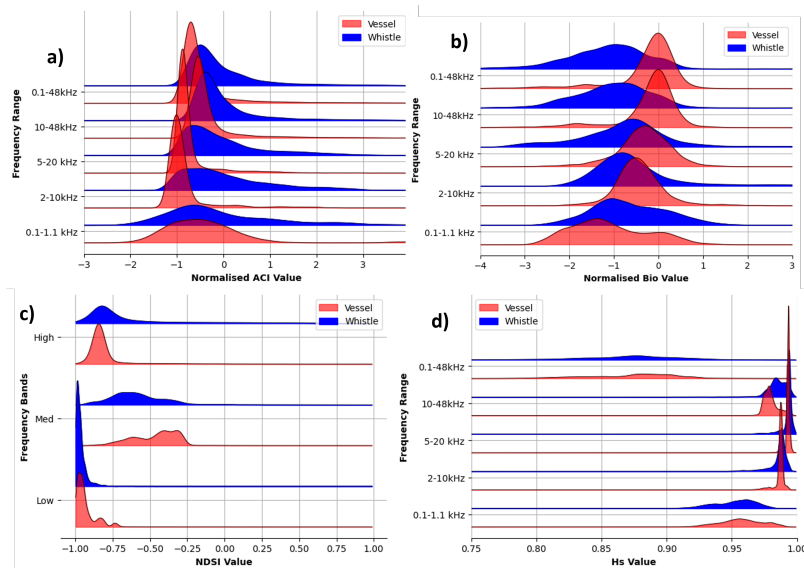 a)
Vessel
Whistle
Frequency Range
0.1-48kHz
10-48kHz
5-20 kHz
2-10kHz
0.1-1.1 kHz
-3 -2 -1 0 1 2 3
Normalised ACI Value
b)
Vessel
Whistle
Frequency Range
0.1-48kHz
10-48kHz
5-20 kHz
2-10kHz
0.1-1.1 kHz
-4 -3 -2 -1 0 1 2 3
Normalised Bio Value
c)
Vessel
Whistle
Frequency Bands
High
Med
Low
-1.00 -0.75 -0.50 -0.25 0.00 0.25 0.50 0.75 1.00
NDSI Value
d)
Vessel
Whistle
Frequency Range
0.1-48kHz
10-48kHz
5-20 kHz
2-10kHz
0.1-1.1 kHz
0.75 0.80 0.85 0.90 0.95 1.00
Hs Value